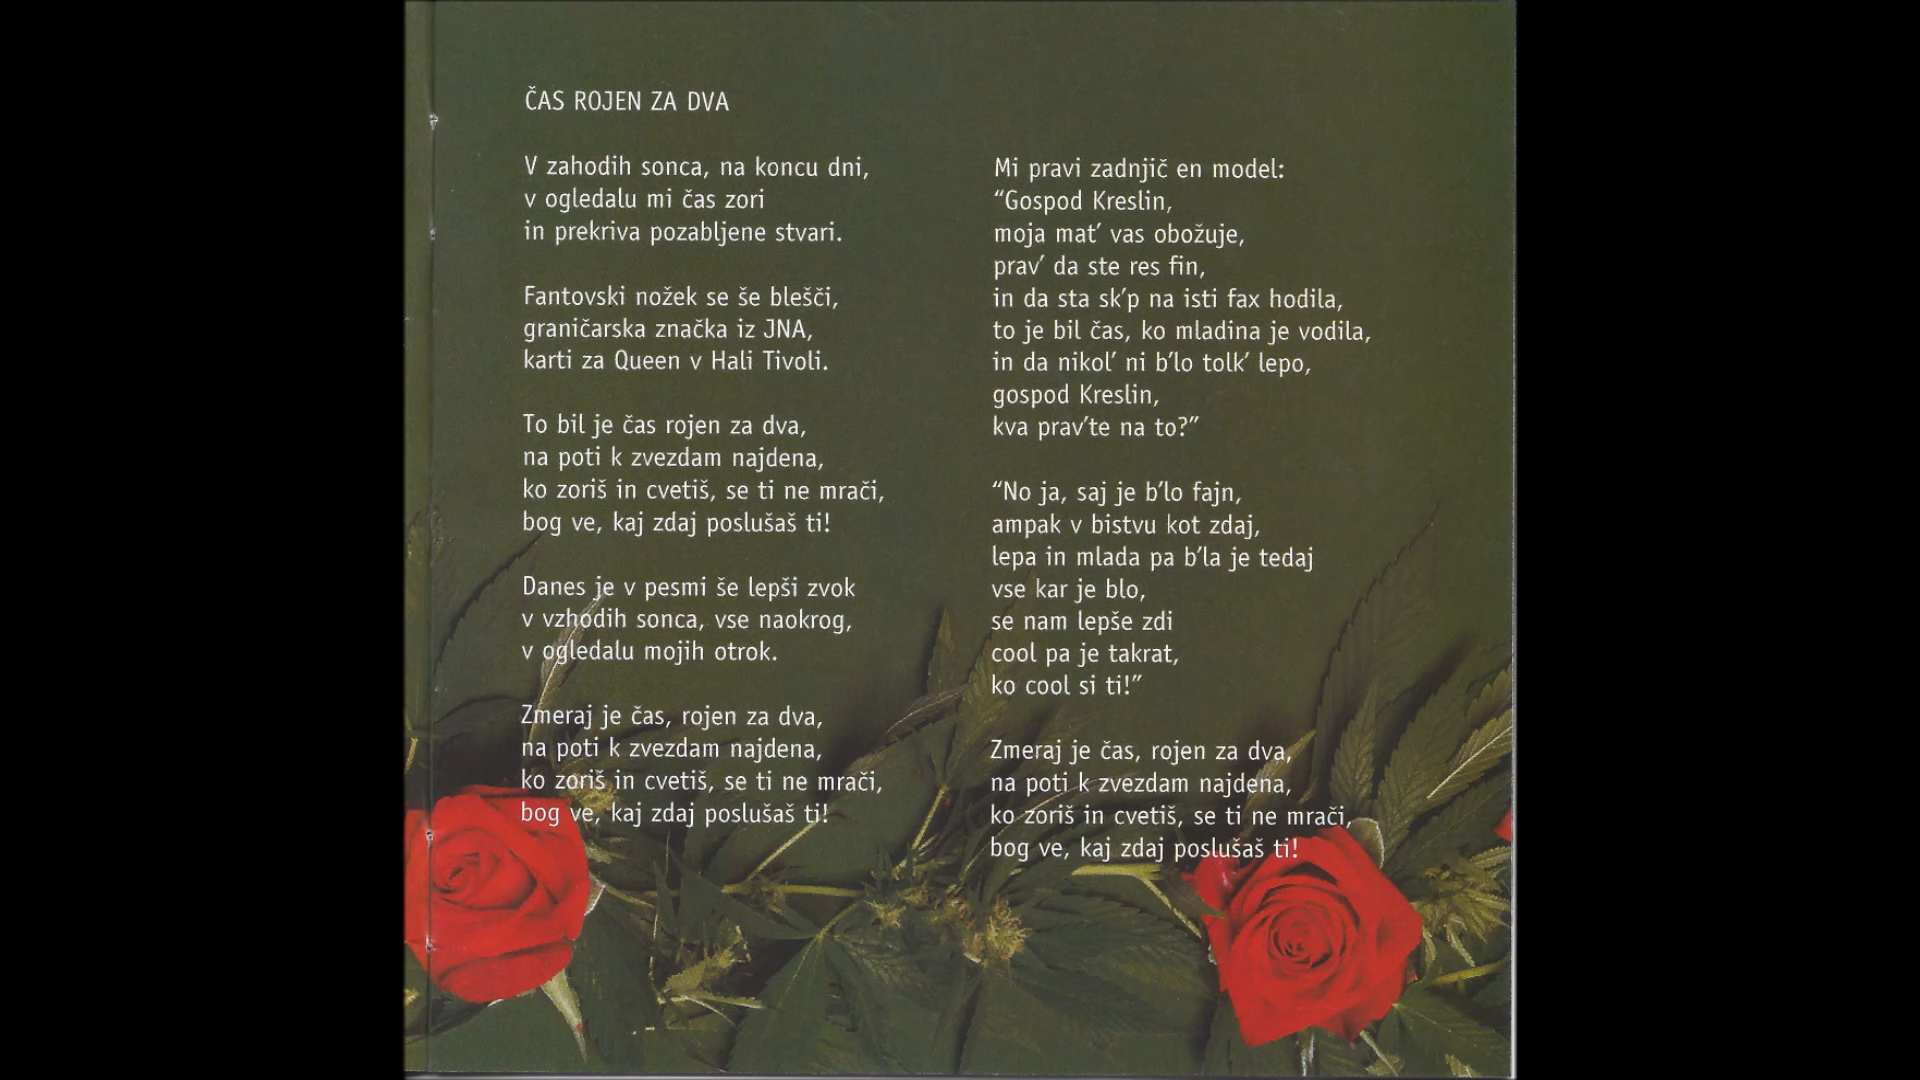 ČAS ROJEN ZA DVA
V zahodih sonca, na koncu dni,
v ogledalu mi čas zori
in prekriva pozabljene stvari.
Fantovski nožek se še blešči,
graničarska značka iz JNA,
karti za Queen v Hali Tivoli.
To bil je čas rojen za dva,
na poti k zvezdam najdena,
ko zoriš in cvetiš, se ti ne mrači,
bog ve, kaj zdaj poslušaš ti!
Danes je v pesmi še lepši zvok
v vzhodih sonca, vse naokrog,
v ogledalu mojih otrok.
Zmeraj je čas, rojen za dva,
na poti k zvezdam najdena,
ko zoriš in cvetiš, se ti ne mrači,
bog ve, kaj zdaj poslušaš ti!
Mi pravi zadnjič en model:
“Gospod Kreslin,
moja mat’ vas obožuje,
prav’ da ste res fin,
in da sta sk’p na isti fax hodila,
to je bil čas, ko mladina je vodila,
in da nikol’ ni b’lo tolk’ lepo,
gospod Kreslin,
kva prav’te na to?”
“No ja, saj je b’lo fajn,
ampak v bistvu kot zdaj,
lepa in mlada pa b’la je tedaj
vse kar je blo,
se nam lepše zdi
cool pa je takrat,
ko cool si ti!”
Zmeraj je čas, rojen za dva,
na poti k zvezdam najdena,
ko zoriš in cvetiš, se ti ne mrači,
bog ve, kaj zdaj poslušaš ti!